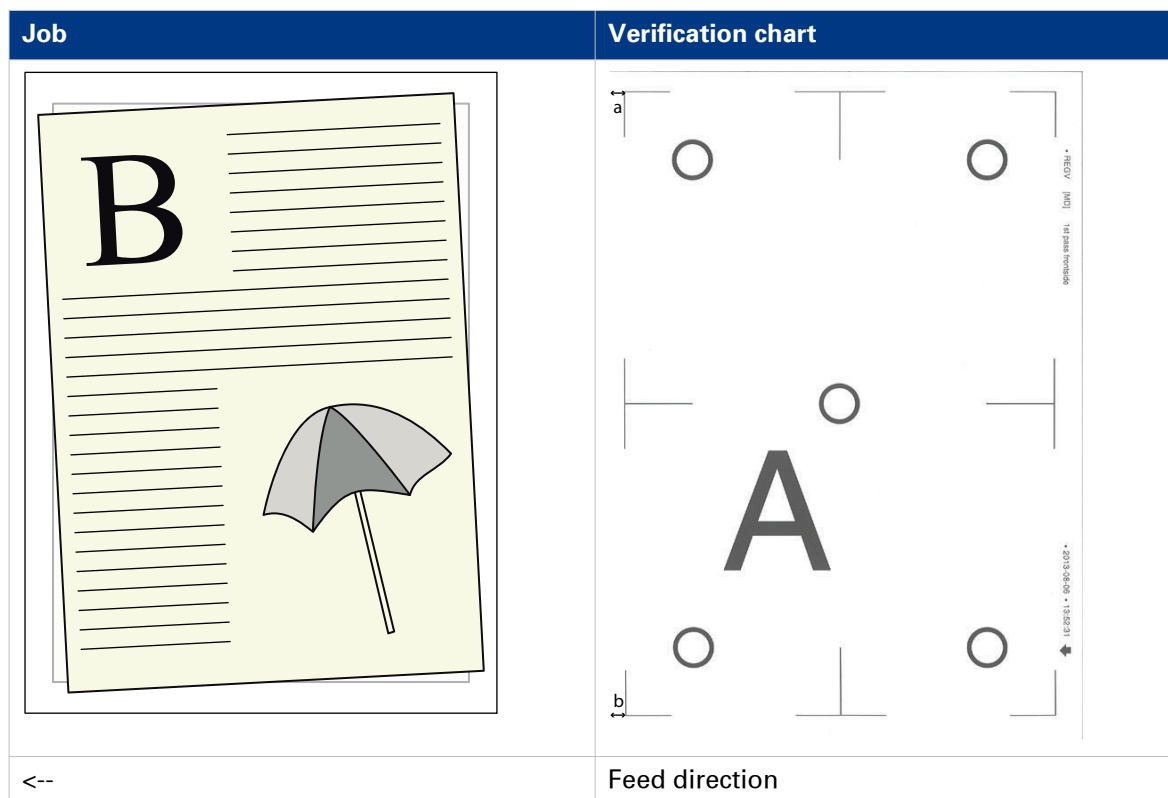 Job
Verification chart
B
a
• REGV [MD] 1st pass frontside
A
• 2013-08-06 • 13:52:31
b
<--
Feed direction